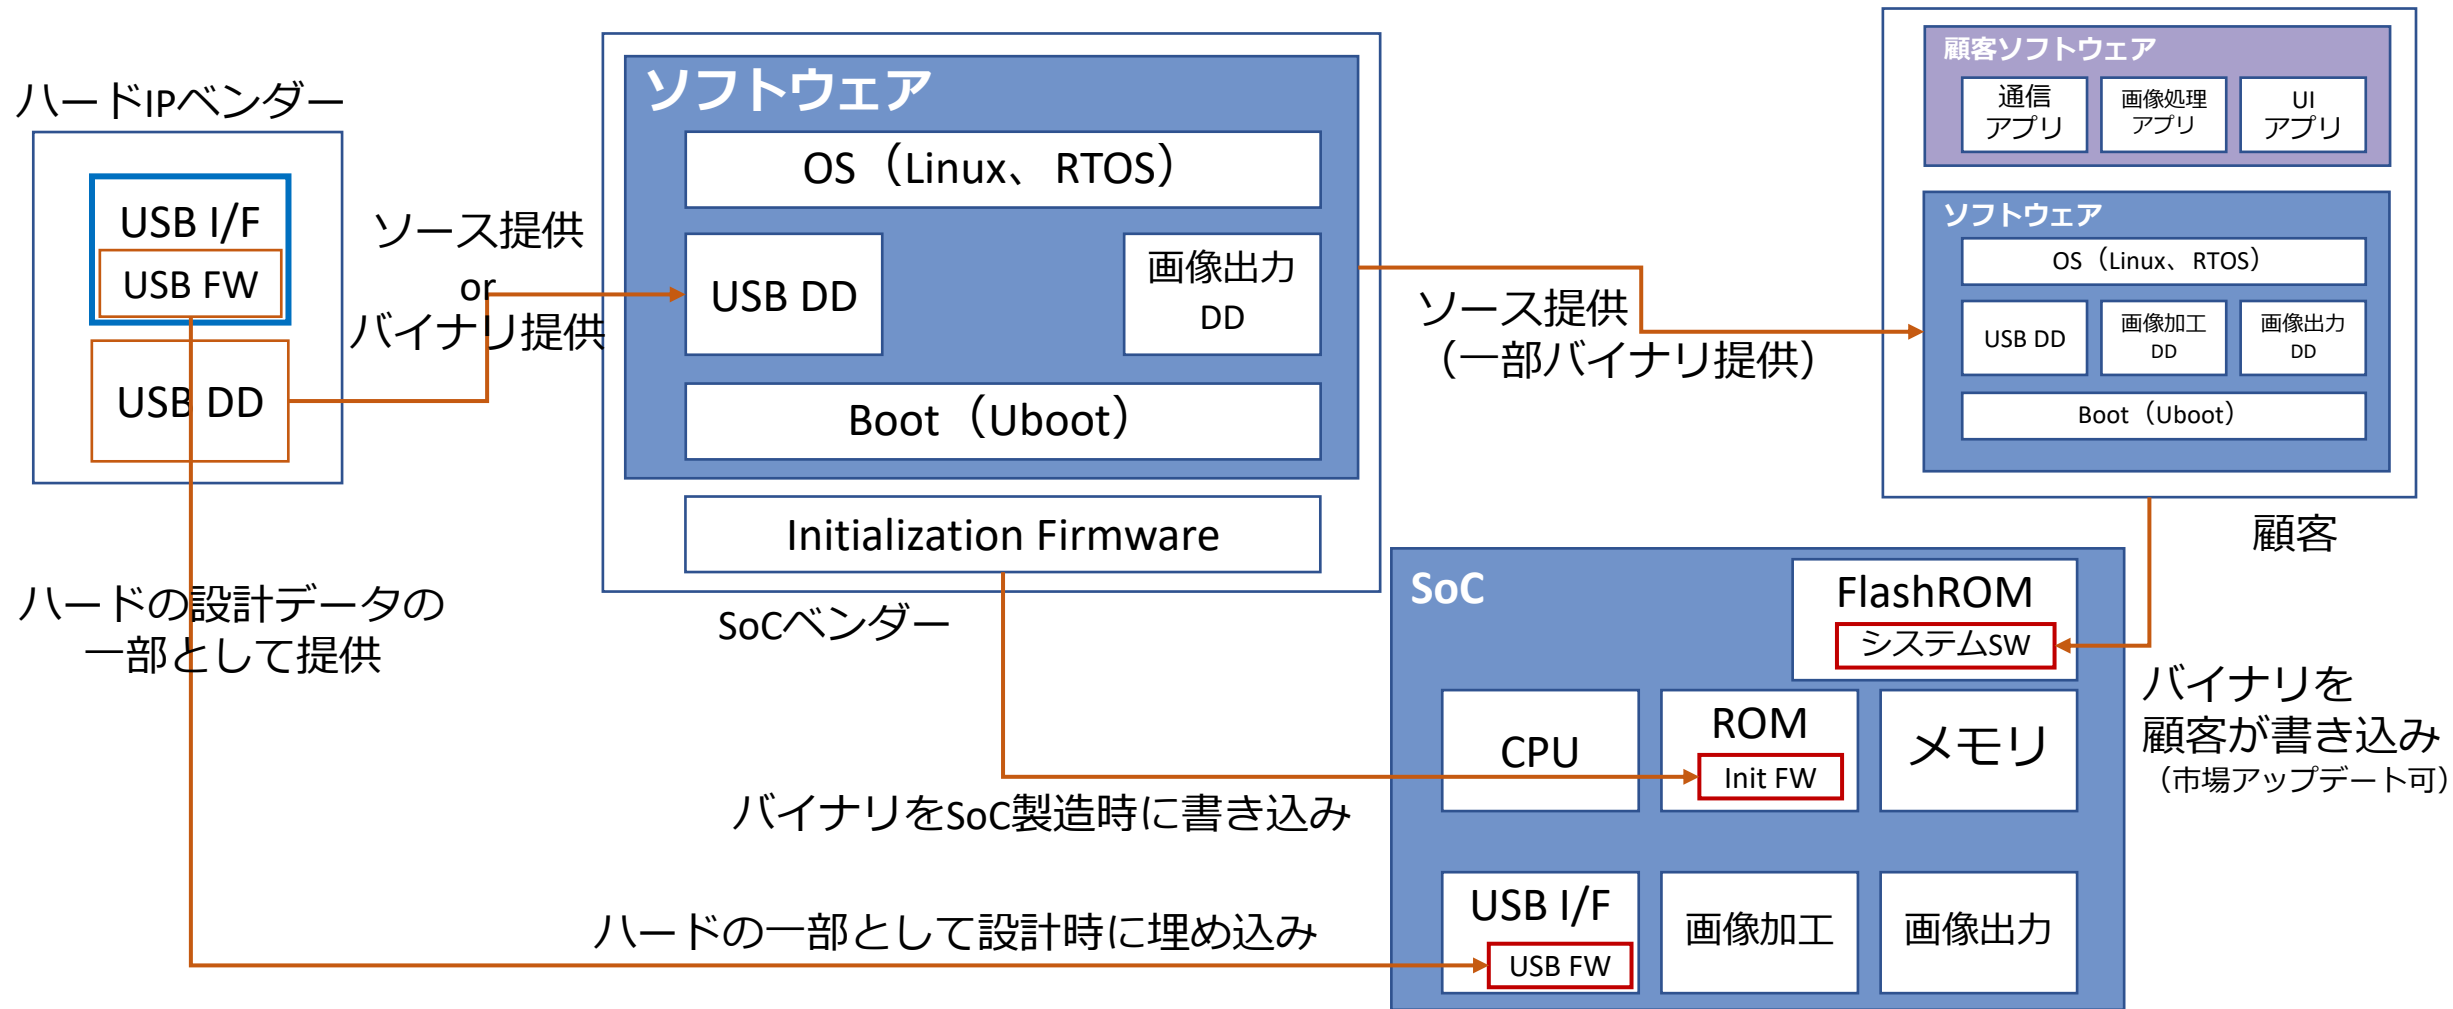 ハードIPベンダー
USB I/F
USB FW
USB DD
ソース提供
or
バイナリ提供
ハードの設計データの
一部として提供
ソフトウェア
OS（Linux、RTOS）
USB DD
画像出力
DD
Boot（Uboot）
Initialization Firmware
SoCベンダー
ソース提供
（一部バイナリ提供）
顧客ソフトウェア
通信
アプリ
画像処理
アプリ
UI
アプリ
ソフトウェア
OS（Linux、RTOS）
USB DD
画像加工
DD
画像出力
DD
Boot（Uboot）
顧客
バイナリを
顧客が書き込み
（市場アップデート可）
SoC
FlashROM
システムSW
CPU
ROM
Init FW
メモリ
バイナリをSoC製造時に書き込み
USB I/F
USB FW
画像加工
画像出力
ハードの一部として設計時に埋め込み